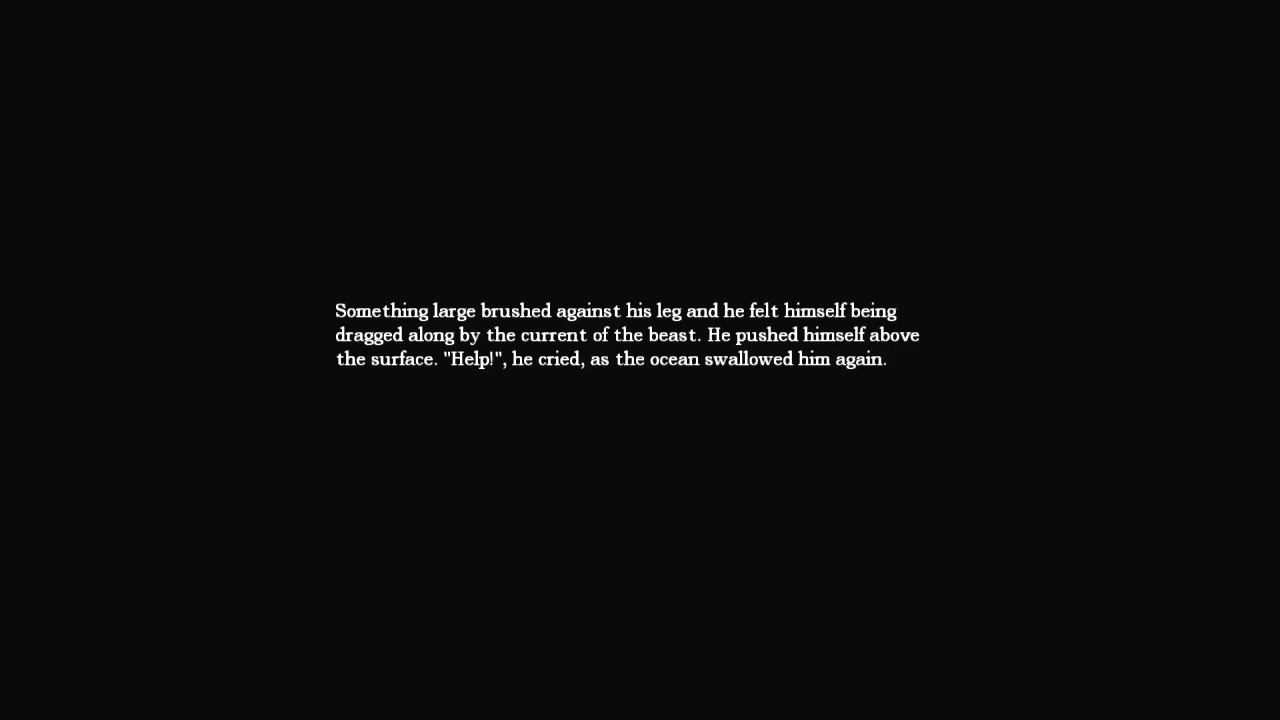 Something large brushed against his leg and he felt himself being
dragged along by the current of the beast. He pushed himself above
the surface. "Help!", he cried, as the ocean swallowed him again.